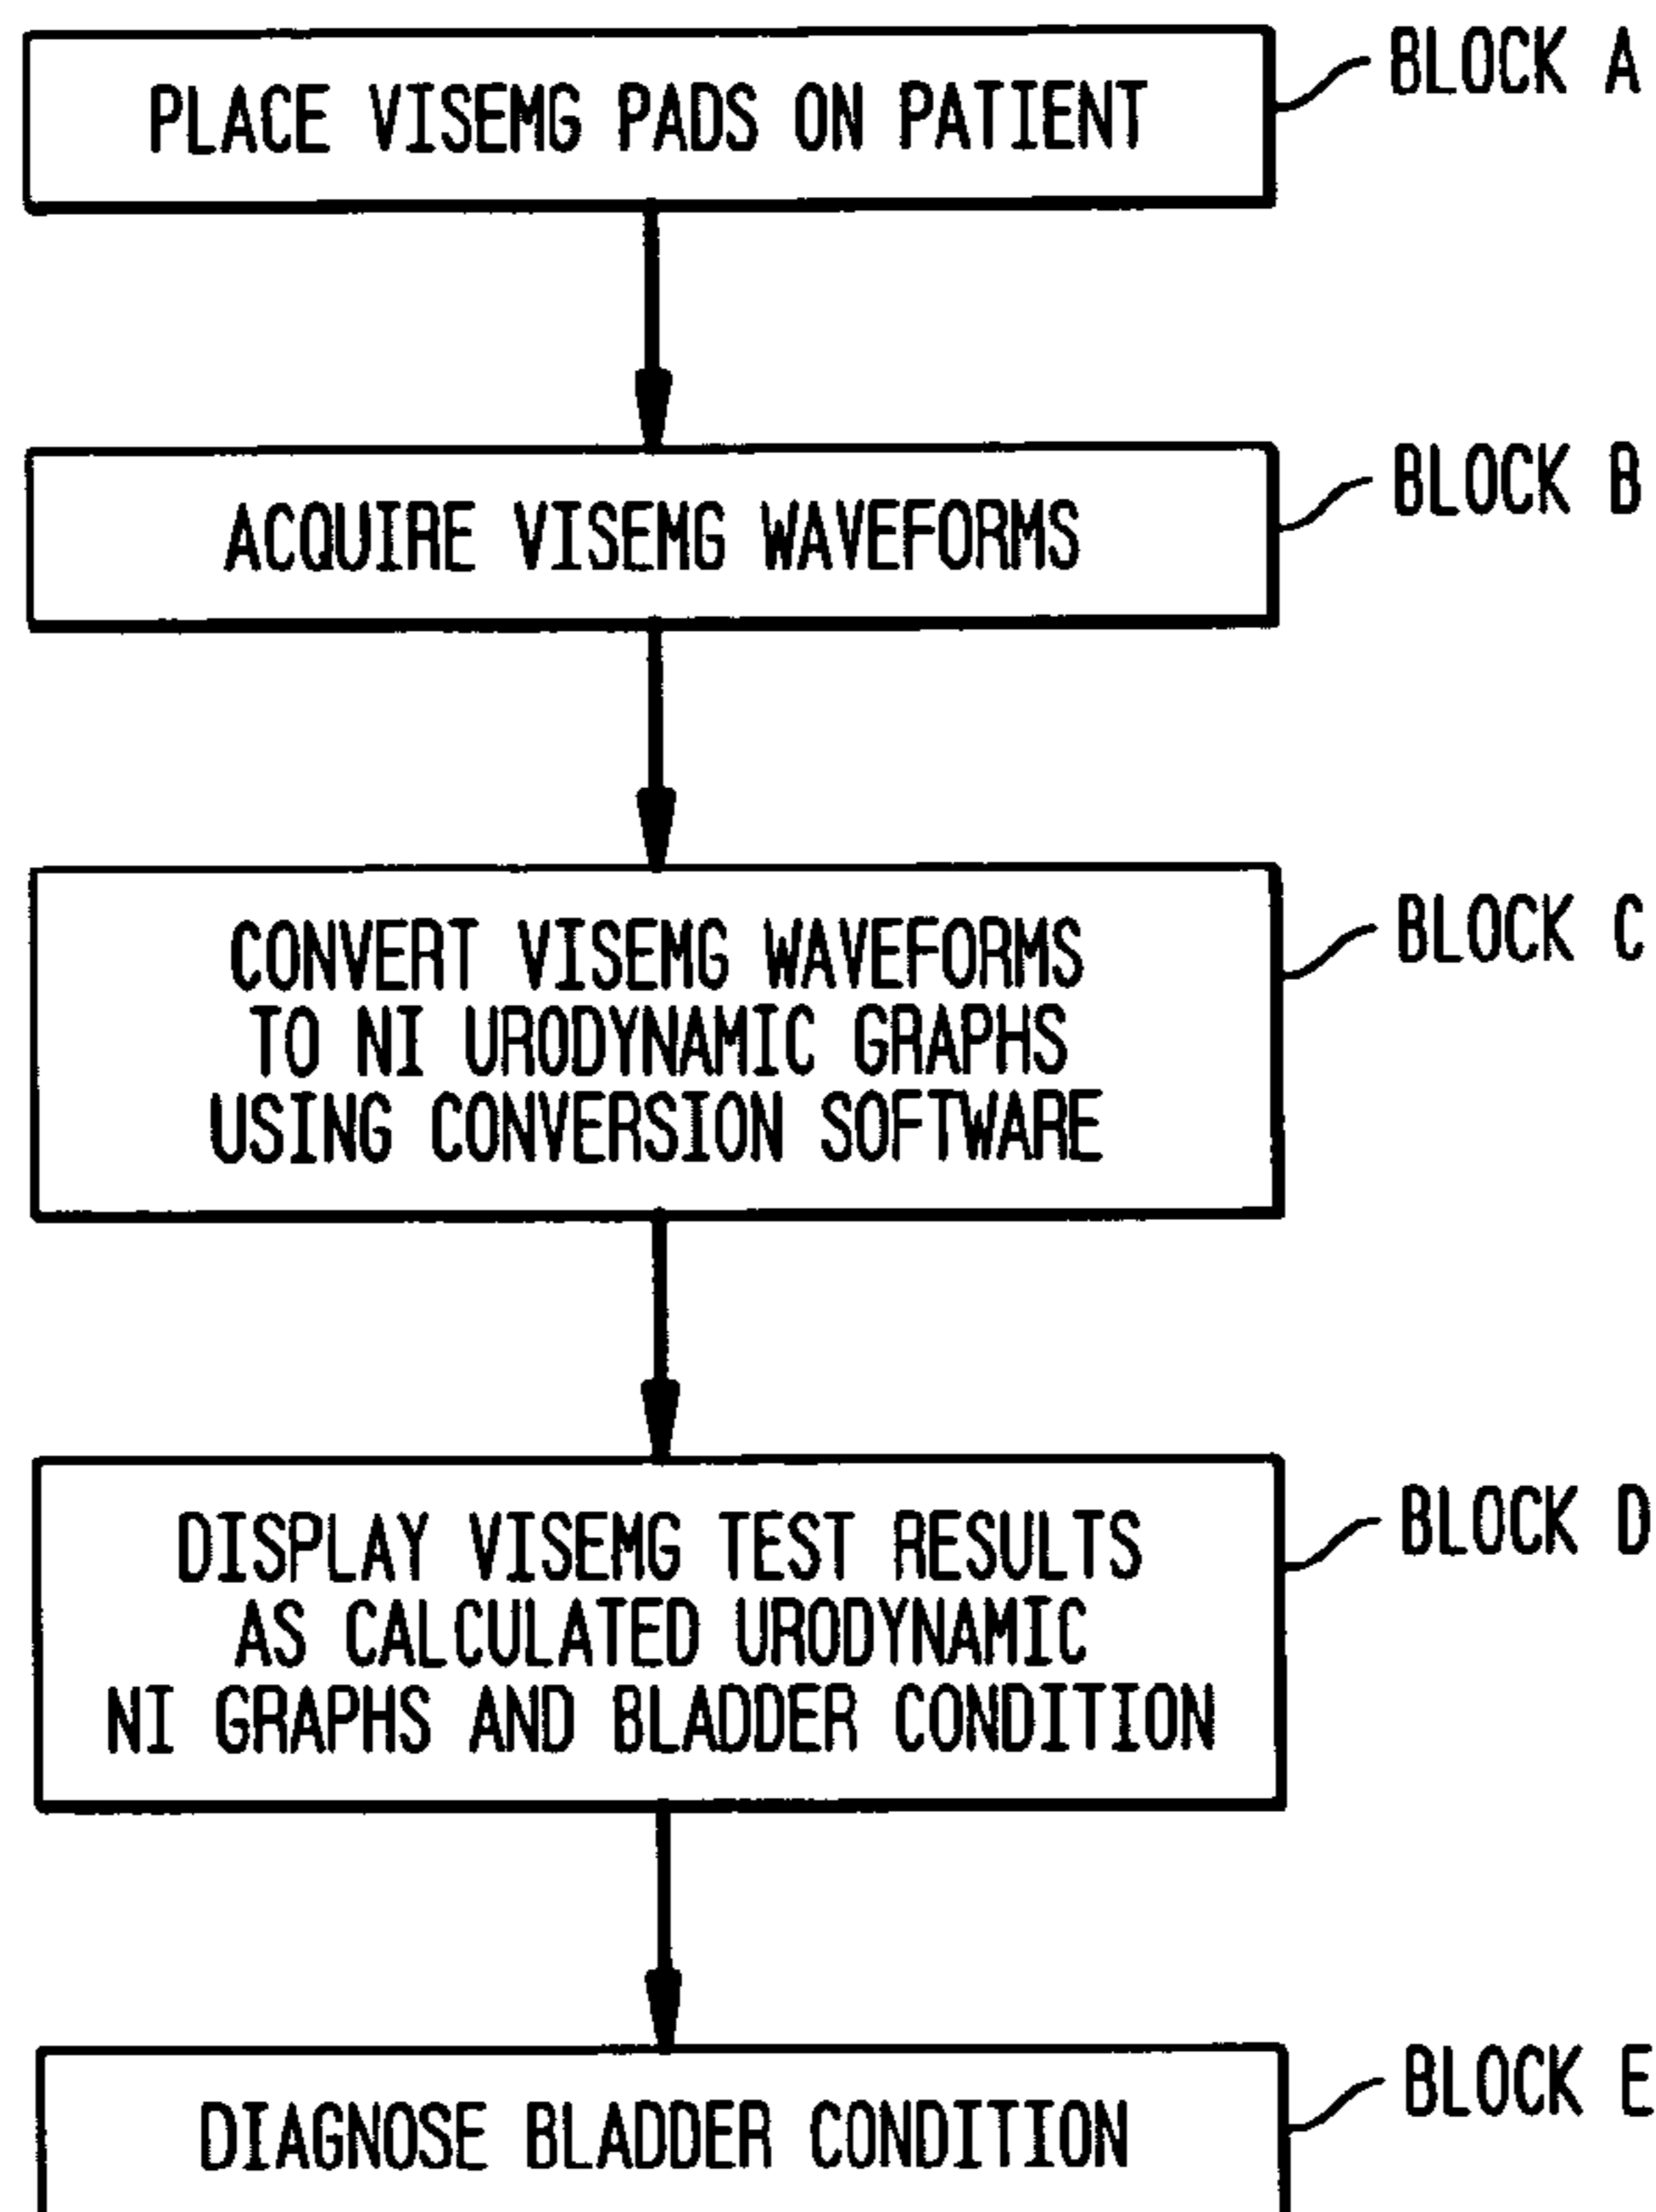 PLACE VISEMG PADS ON PATIENT
BLOCK A
ACQUIRE VISEMG WAVEFORMS
BLOCK B
CONVERT VISEMG WAVEFORMS
TO NI URODYNAMIC GRAPHS
USING CONVERSION SOFTWARE
BLOCK C
DISPLAY VISEMG TEST RESULTS
AS CALCULATED URODYNAMIC
NI GRAPHS AND BLADDER CONDITION
BLOCK D
DIAGNOSE BLADDER CONDITION
BLOCK E